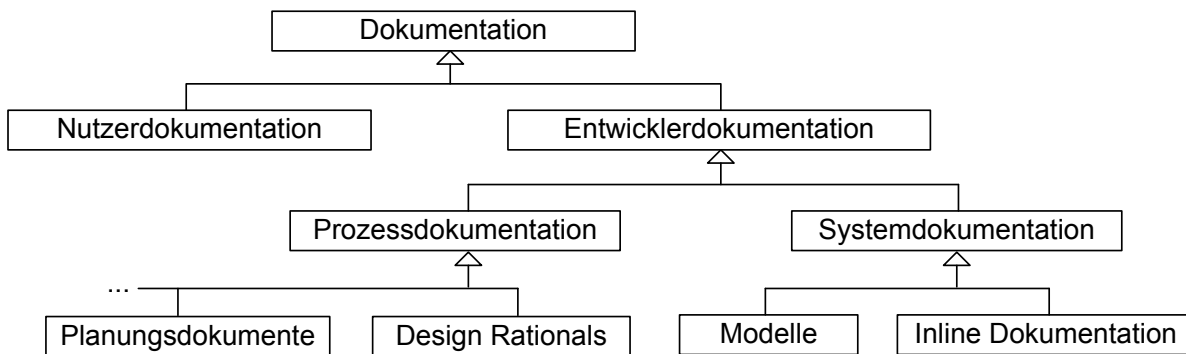 Dokumentation
Nutzerdokumentation
Entwicklerdokumentation
Prozessdokumentation
Systemdokumentation
...
Planungsdokumente
Design Rationals
Modelle
Inline Dokumentation